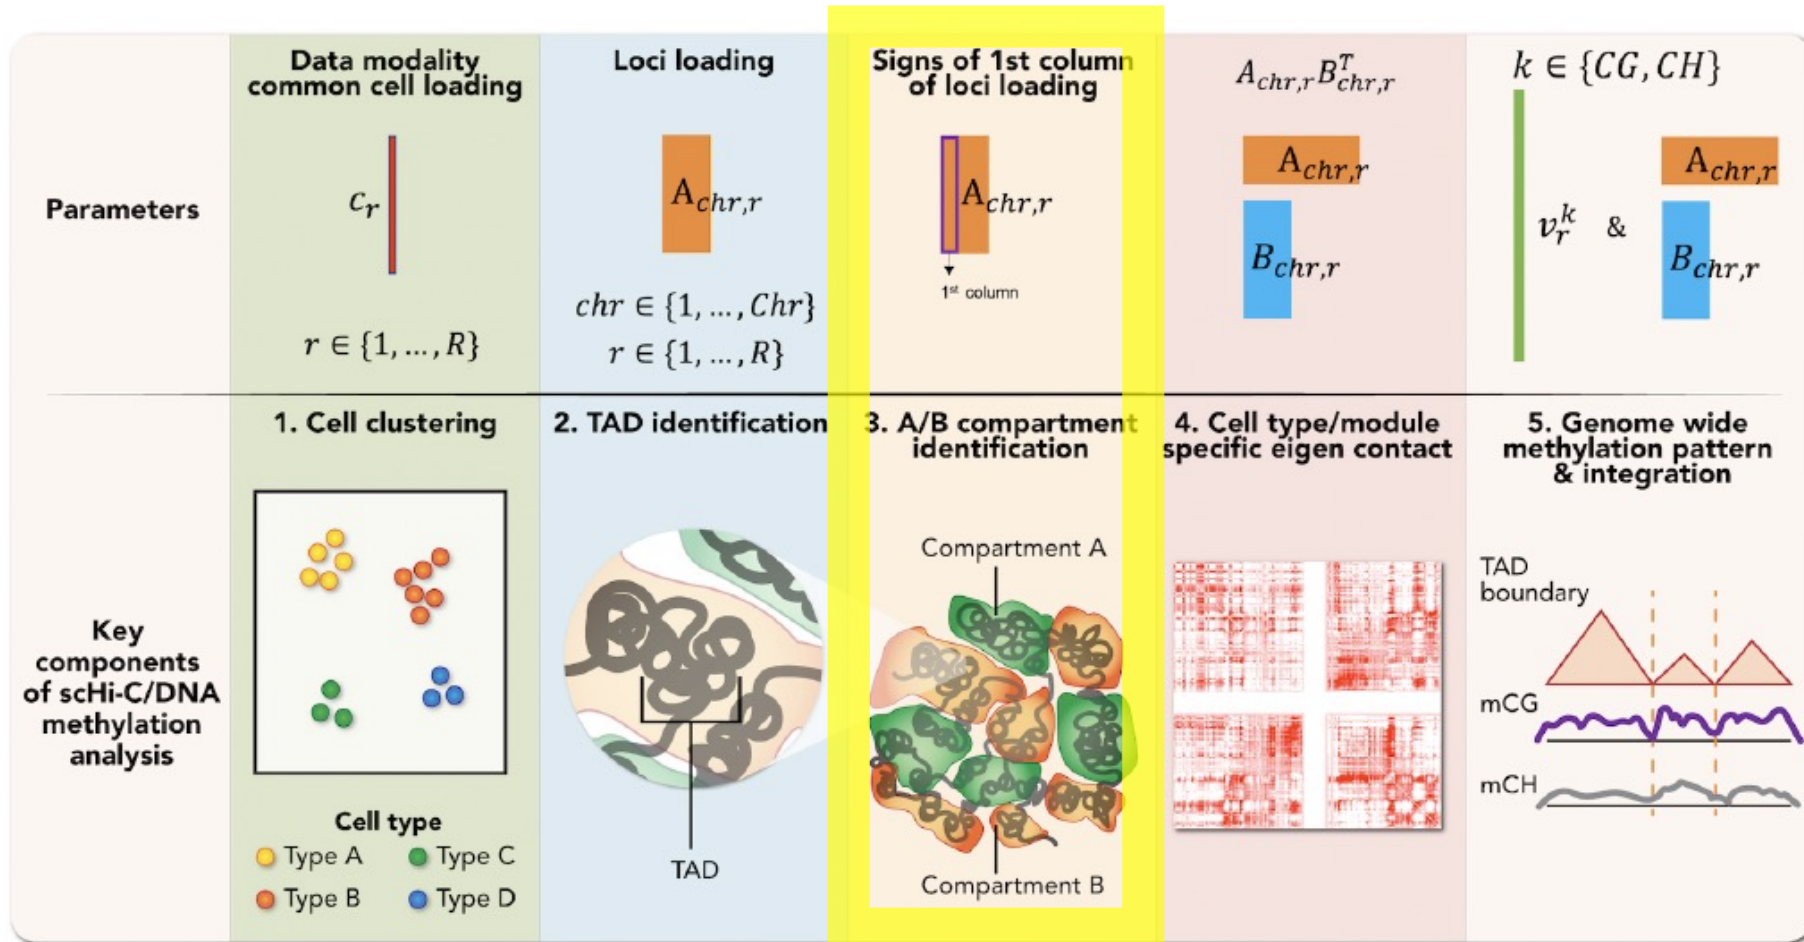 Data modality
common cell loading
Loci loading
Signs of 1st column
of loci loading
A_{chr,r}B^T_{chr,r}
k ∈ {CG, CH}
Parameters
c_r
r ∈ {1, …, R}
A_{chr,r}
chr ∈ {1, …, Chr}
r ∈ {1, …, R}
A_{chr,r}
1st column
A_{chr,r}
B_{chr,r}
v_r^k &
A_{chr,r}
B_{chr,r}
Key
components
of scHi-C/DNA
methylation
analysis
1. Cell clustering
Cell type
Type A
Type C
Type B
Type D
2. TAD identification
TAD
3. A/B compartment
identification
Compartment A
Compartment B
4. Cell type/module
specific eigen contact
5. Genome wide
methylation pattern
& integration
TAD
boundary
mCG
mCH